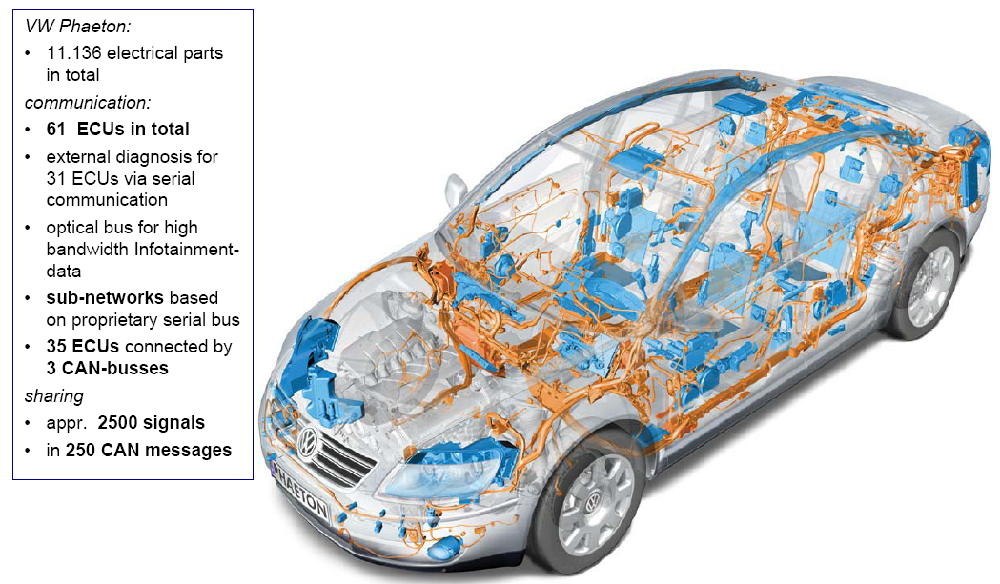 VW Phaeton:
• 11.136 electrical parts
in total
communication:
• 61 ECUs in total
• external diagnosis for
31 ECUs via serial
communication
• optical bus for high
bandwidth Infotainment-
data
• sub-networks based
on proprietary serial bus
• 35 ECUs connected by
3 CAN-busses
sharing
• appr. 2500 signals
• in 250 CAN messages
PHAETON